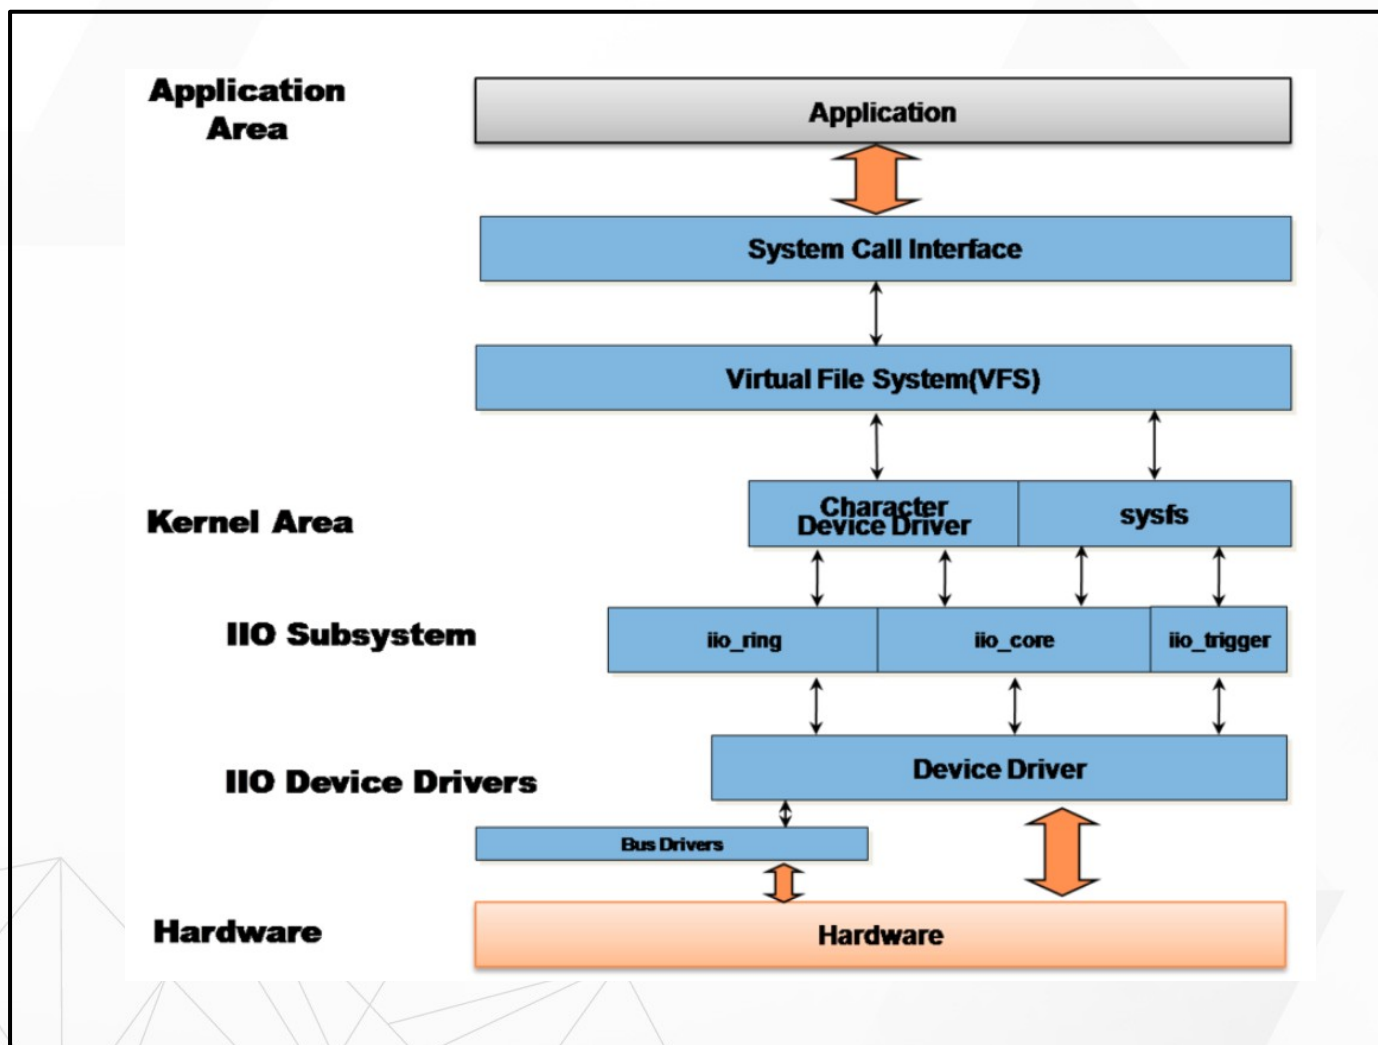 Application
Area
Application
System Call Interface
Virtual File System(VFS)
Kernel Area
Character
Device Driver
sysfs
IIO Subsystem
iio_ring
iio_core
iio_trigger
IIO Device Drivers
Device Driver
Bus Drivers
Hardware
Hardware